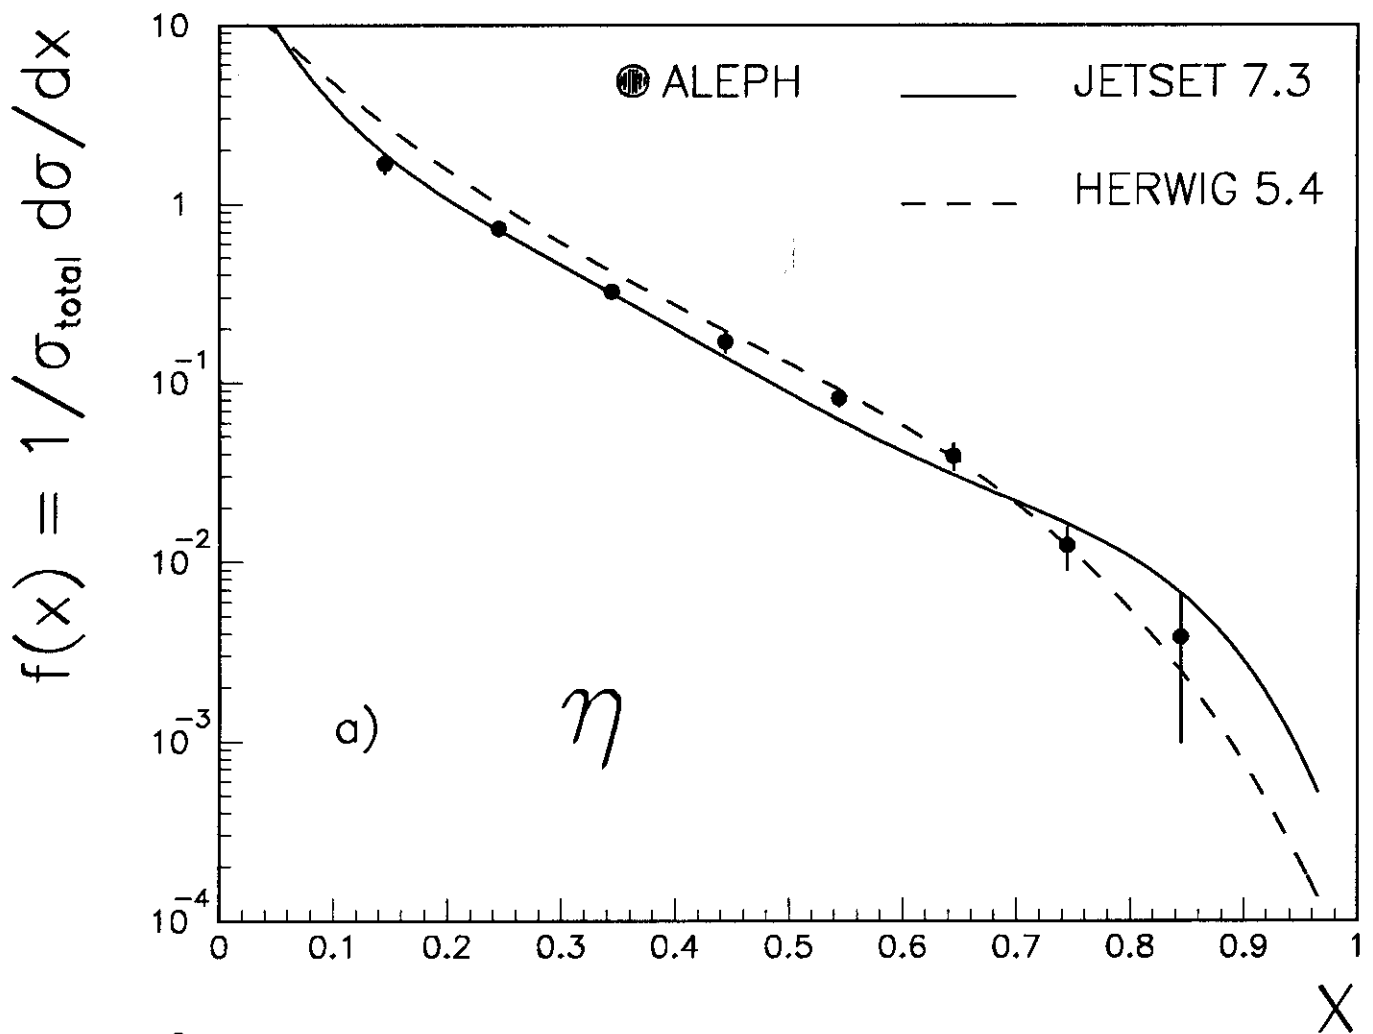 f(x) = 1/σ_total dσ/dx
10
1
10^-1
10^-2
10^-3
10^-4
ALEPH
JETSET 7.3
HERWIG 5.4
a) η
0 0.1 0.2 0.3 0.4 0.5 0.6 0.7 0.8 0.9 1
X